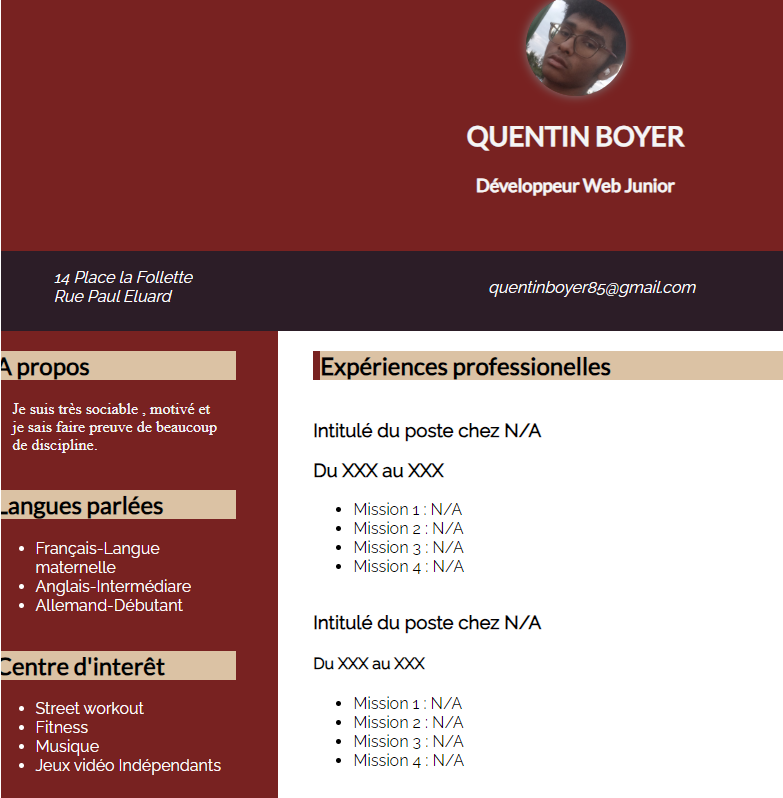 QUENTIN BOYER
Développeur Web Junior
14 Place la Follette
Rue Paul Eluard
quentinboyer85@gmail.com
A propos
Je suis très sociable , motivé et
je sais faire preuve de beaucoup
de discipline.
Langues parlées
Français-Langue
maternelle
Anglais-Intermédiare
Allemand-Débutant
Centre d'interêt
Street workout
Fitness
Musique
Jeux vidéo Indépendants
Expériences professionelles
Intitulé du poste chez N/A
Du XXX au XXX
Mission 1 : N/A
Mission 2 : N/A
Mission 3 : N/A
Mission 4 : N/A
Intitulé du poste chez N/A
Du XXX au XXX
Mission 1 : N/A
Mission 2 : N/A
Mission 3 : N/A
Mission 4 : N/A